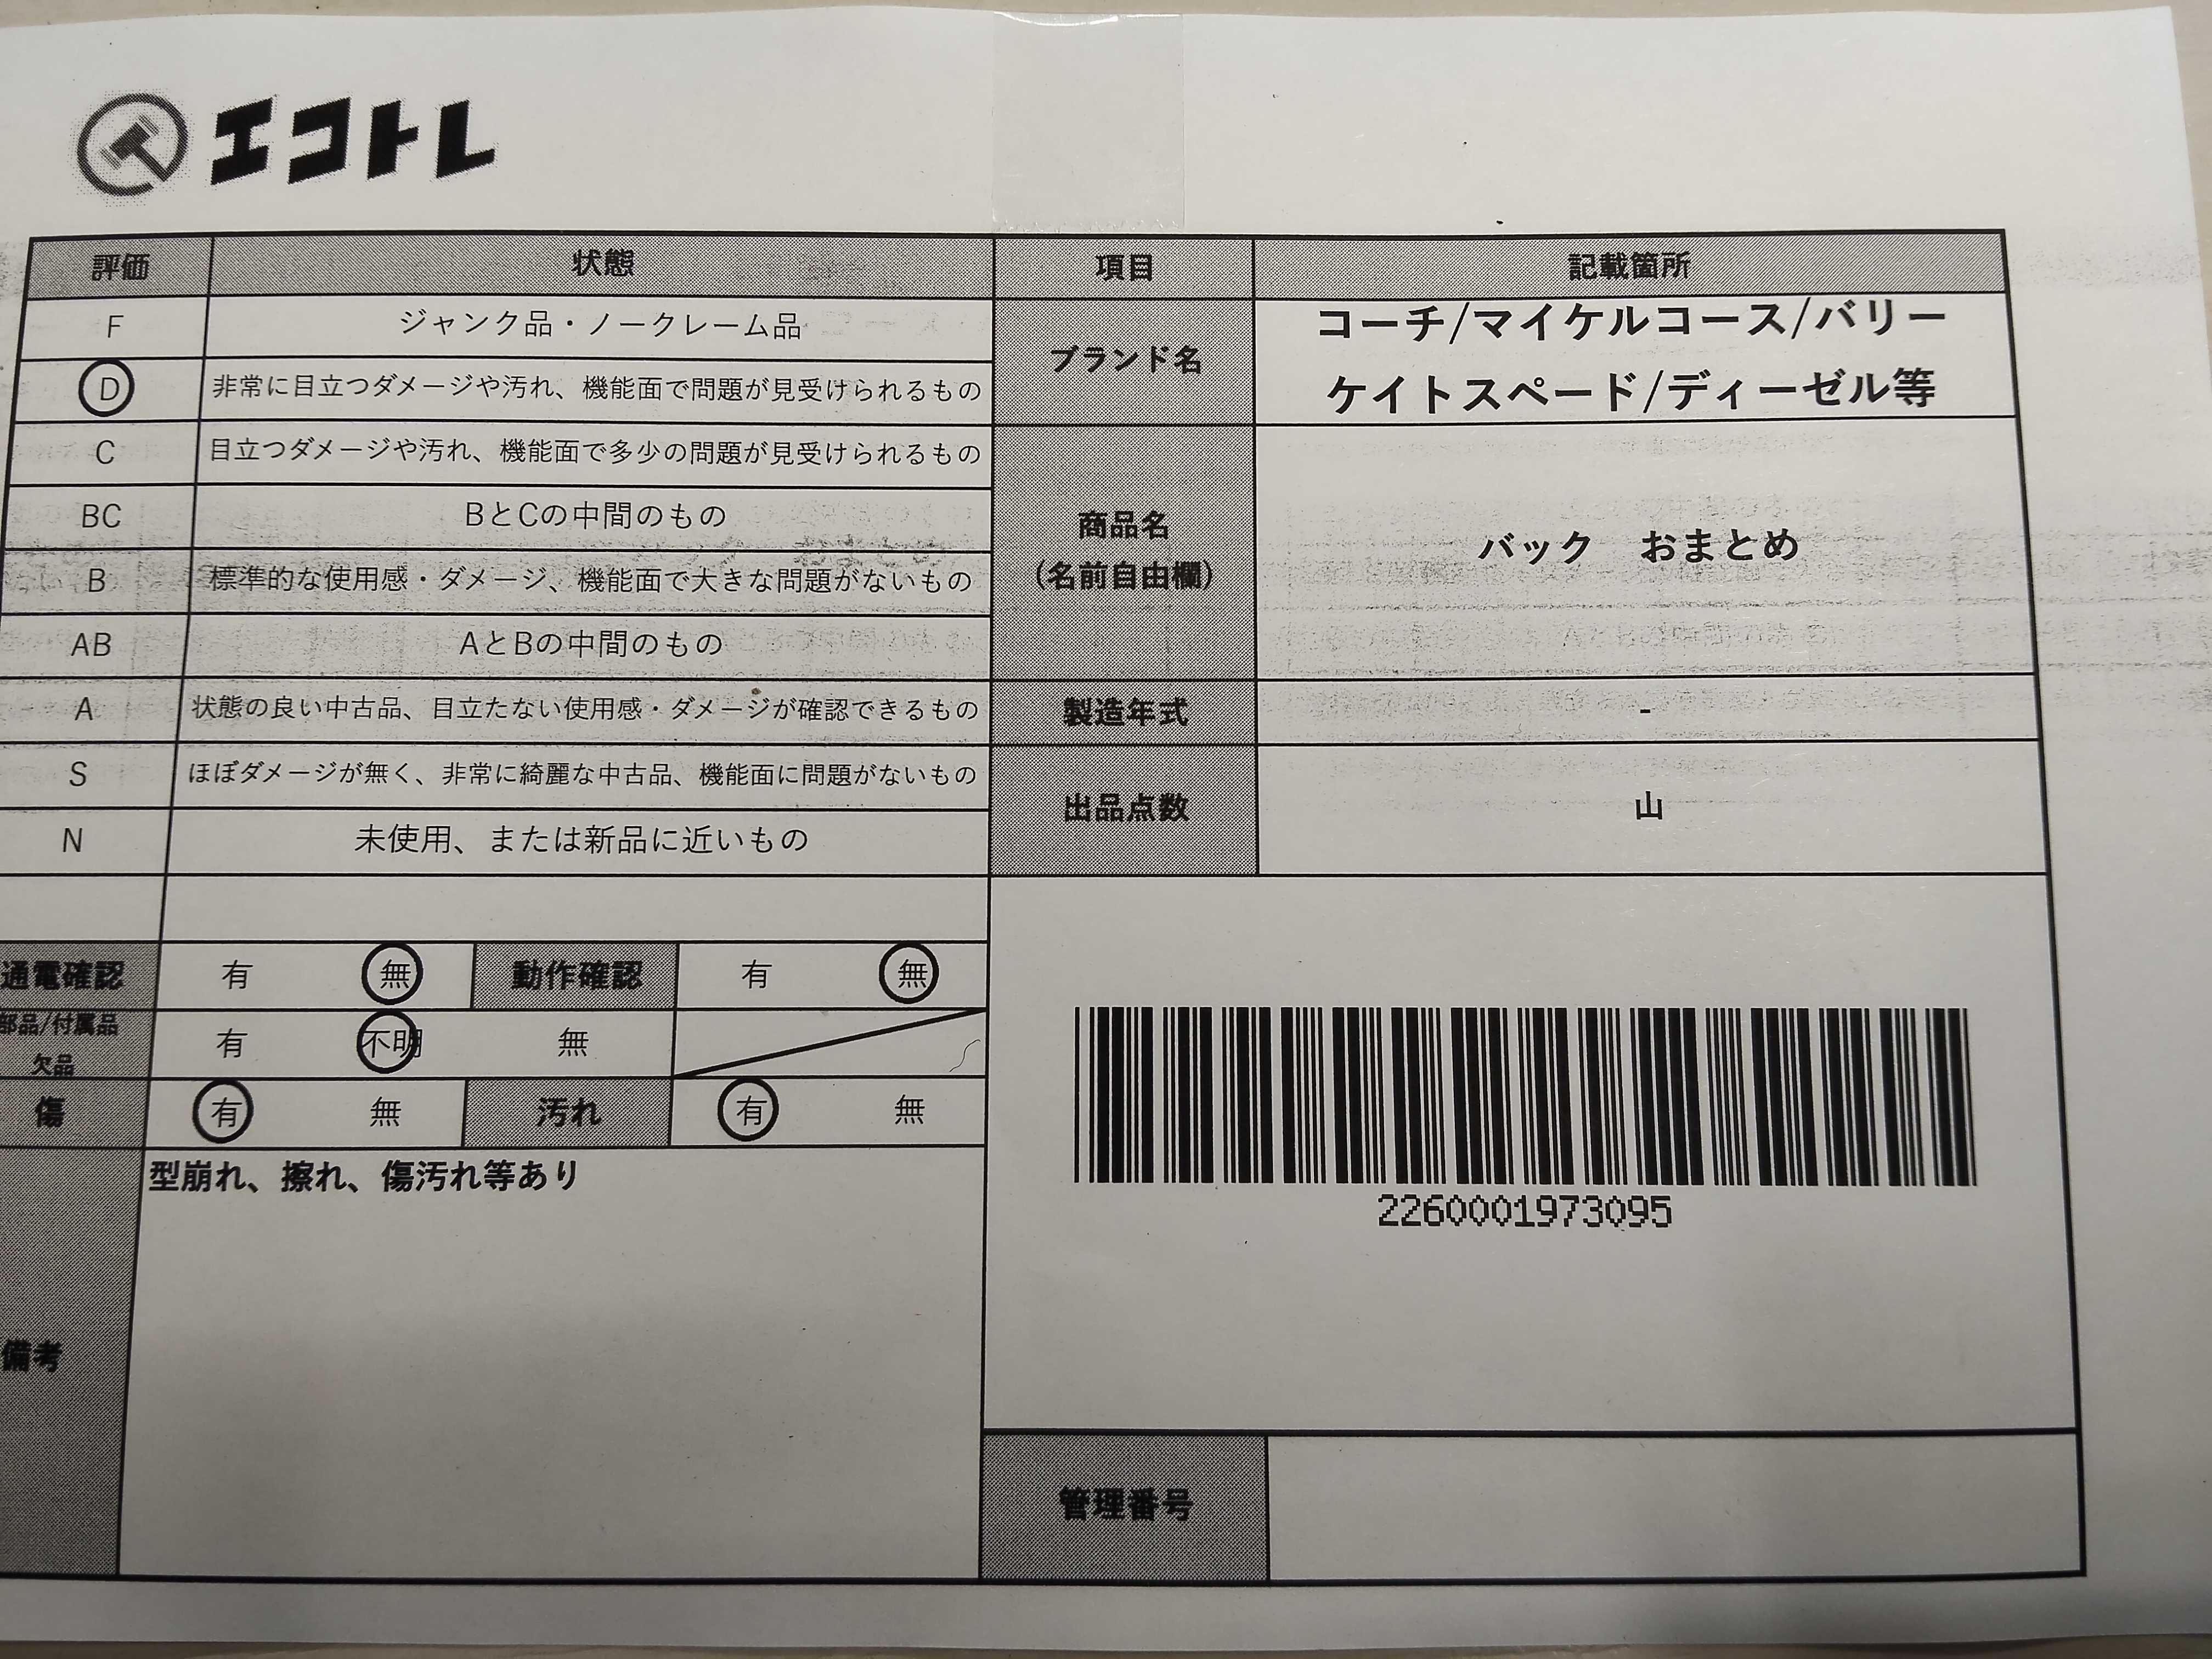 エコトレ
評価 状態 項目 記載箇所
F ジャンク品・ノークレーム品
D 非常に目立つダメージや汚れ、機能面で問題が見受けられるもの
C 目立つダメージや汚れ、機能面で多少の問題が見受けられるもの
BC BとCの中間のもの
B 標準的な使用感・ダメージ、機能面で大きな問題がないもの
AB AとBの中間のもの
A 状態の良い中古品、目立たない使用感・ダメージが確認できるもの
S ほぼダメージが無く、非常に綺麗な中古品、機能面に問題がないもの
N 未使用、または新品に近いもの
ブランド名
コーチ/マイケルコース/バリー
ケイトスペード/ディーゼル等
商品名
(名前自由欄)
バック おまとめ
製造年式 -
出品点数 山
通電確認 有 無 動作確認 有 無
部品/付属品
欠品
有 不明 無
傷 有 無 汚れ 有 無
備考
型崩れ、擦れ、傷汚れ等あり
2260001973095
管理番号